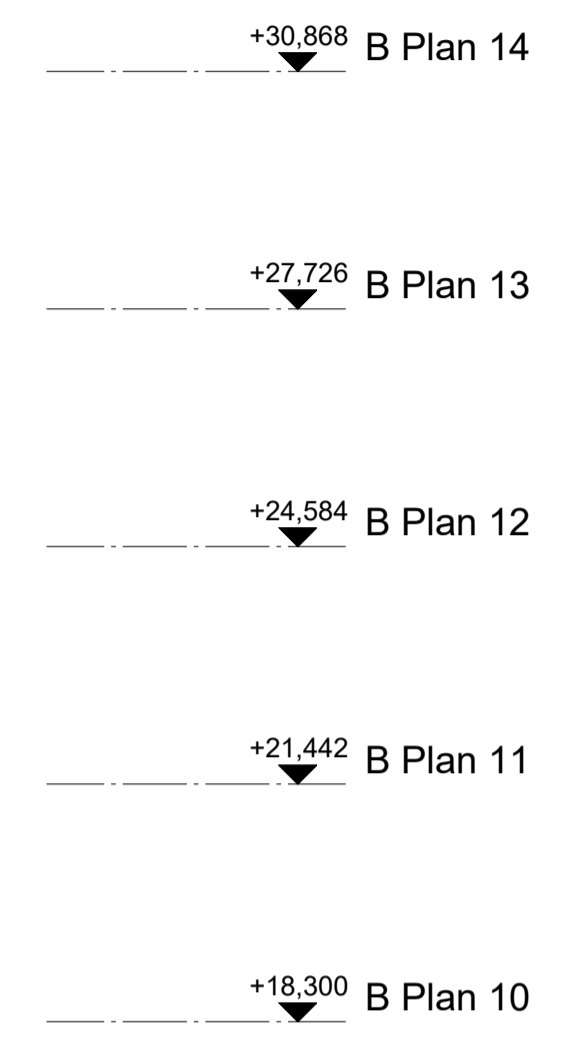 +30,868 B Plan 14
+27,726 B Plan 13
+24,584 B Plan 12
+21,442 B Plan 11
+18,300 B Plan 10